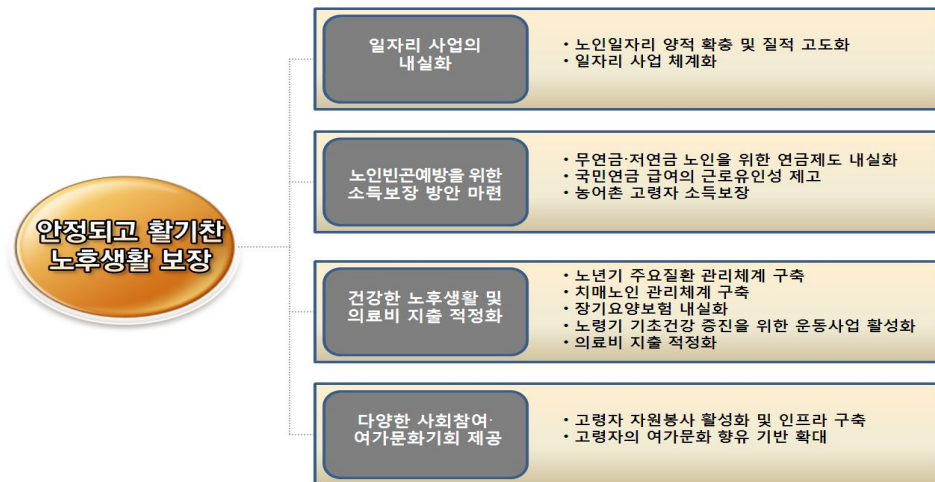 안정되고 활기찬
노후생활 보장
일자리 사업의
내실화
• 노인일자리 양적 확충 및 질적 고도화
• 일자리 사업 체계화
노인빈곤예방을 위한
소득보장 방안 마련
• 무연금·저연금 노인을 위한 연금제도 내실화
• 국민연금 급여의 근로유인성 제고
• 농어촌 고령자 소득보장
건강한 노후생활 및
의료비 지출 적정화
• 노년기 주요질환 관리체계 구축
• 치매노인 관리체계 구축
• 장기요양보험 내실화
• 노령기 기초건강 증진을 위한 운동사업 활성화
• 의료비 지출 적정화
다양한 사회참여·
여가문화기회 제공
• 고령자 자원봉사 활성화 및 인프라 구축
• 고령자의 여가문화 향유 기반 확대